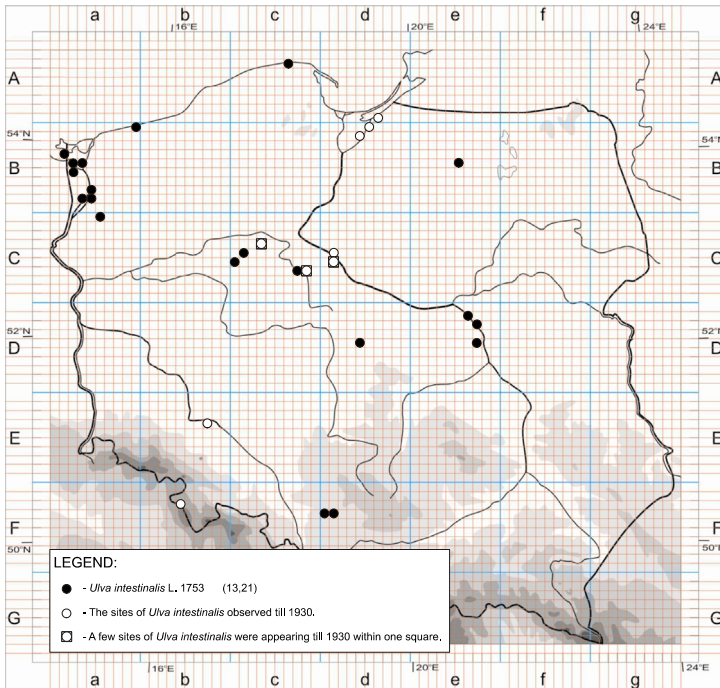 a b c d e f g
16°E 20°E 24°E
A A
54°N 54°N
B B
C C
52°N 52°N
D D
E E
F F
50°N 50°N
LEGEND:
- Ulva intestinalis L. 1753 (13,21)
- The sites of Ulva intestinalis observed till 1930.
- A few sites of Ulva intestinalis were appearing till 1930 within one square.
G G
16°E 20°E 24°E
a b c d e f g